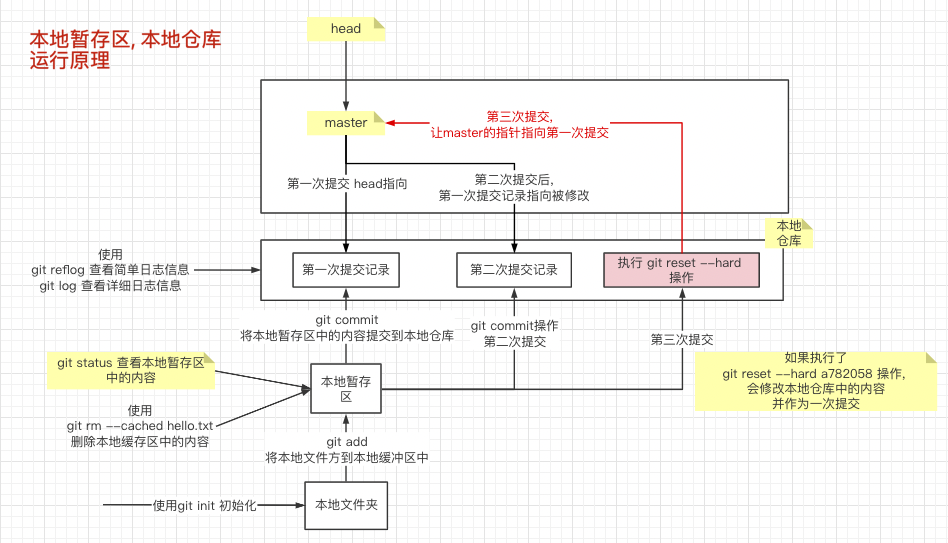 head
本地暂存区, 本地仓库
运行原理
master
第三次提交,
让master的指针指向第一次提交
第一次提交 head指向
第二次提交后,
第一次提交记录指向被修改
本地
仓库
使用
git reflog 查看简单日志信息
git log 查看详细日志信息
第一次提交记录
第二次提交记录
执行 git reset --hard
操作
git commit
将本地暂存区中的内容提交到本地仓库
git commit操作
第二次提交
第三次提交
git status 查看本地暂存区
中的内容
如果执行了
git reset --hard a782058 操作,
会修改本地仓库中的内容
并作为一次提交
本地暂存
区
使用
git rm --cached hello.txt
删除本地缓存区中的内容
git add
将本地文件方到本地缓冲区中
使用git init 初始化
本地文件夹